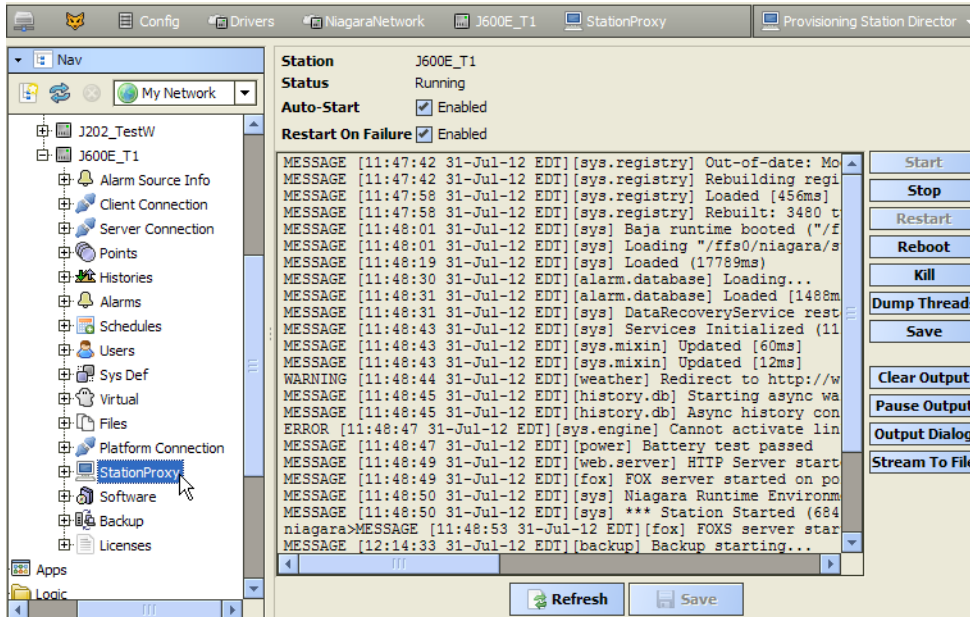 Config Drivers NiagaraNetwork J600E_T1 StationProxy Provisioning Station Director
Nav
My Network
J202_TestW
J600E_T1
Alarm Source Info
Client Connection
Server Connection
Points
Histories
Alarms
Schedules
Users
Sys Def
Virtual
Files
Platform Connection
StationProxy
Software
Backup
Licenses
Apps
Logic
Station J600E_T1
Status Running
Auto-Start Enabled
Restart On Failure Enabled
MESSAGE [11:47:42 31-Jul-12 EDT][sys.registry] Out-of-date: Mo
MESSAGE [11:47:42 31-Jul-12 EDT][sys.registry] Rebuilding regi
MESSAGE [11:47:58 31-Jul-12 EDT][sys.registry] Loaded [456ms]
MESSAGE [11:47:58 31-Jul-12 EDT][sys.registry] Rebuilt: 3480 t
MESSAGE [11:48:01 31-Jul-12 EDT][sys] Baja runtime booted ("/f
MESSAGE [11:48:01 31-Jul-12 EDT][sys] Loading "/ffs0/niagara/s
MESSAGE [11:48:19 31-Jul-12 EDT][sys] Loaded (17789ms)
MESSAGE [11:48:30 31-Jul-12 EDT][alarm.database] Loading...
MESSAGE [11:48:31 31-Jul-12 EDT][alarm.database] Loaded [1488m
MESSAGE [11:48:31 31-Jul-12 EDT][sys] DataRecoveryService rest
MESSAGE [11:48:43 31-Jul-12 EDT][sys] Services Initialized (11
MESSAGE [11:48:43 31-Jul-12 EDT][sys.mixin] Updated [60ms]
MESSAGE [11:48:43 31-Jul-12 EDT][sys.mixin] Updated [12ms]
WARNING [11:48:44 31-Jul-12 EDT][weather] Redirect to http://w
MESSAGE [11:48:45 31-Jul-12 EDT][history.db] Starting async wa
MESSAGE [11:48:45 31-Jul-12 EDT][history.db] Async history con
ERROR [11:48:47 31-Jul-12 EDT][sys.engine] Cannot activate lin
MESSAGE [11:48:47 31-Jul-12 EDT][power] Battery test passed
MESSAGE [11:48:49 31-Jul-12 EDT][web.server] HTTP Server start
MESSAGE [11:48:49 31-Jul-12 EDT][fox] FOX server started on po
MESSAGE [11:48:50 31-Jul-12 EDT][sys] Niagara Runtime Environm
MESSAGE [11:48:50 31-Jul-12 EDT][sys] *** Station Started (684
niagara>MESSAGE [11:48:53 31-Jul-12 EDT][fox] FOXS server star
MESSAGE [12:14:33 31-Jul-12 EDT][backup] Backup starting...
Start
Stop
Restart
Reboot
Kill
Dump Threads
Save
Clear Output
Pause Output
Output Dialog
Stream To File
Refresh Save